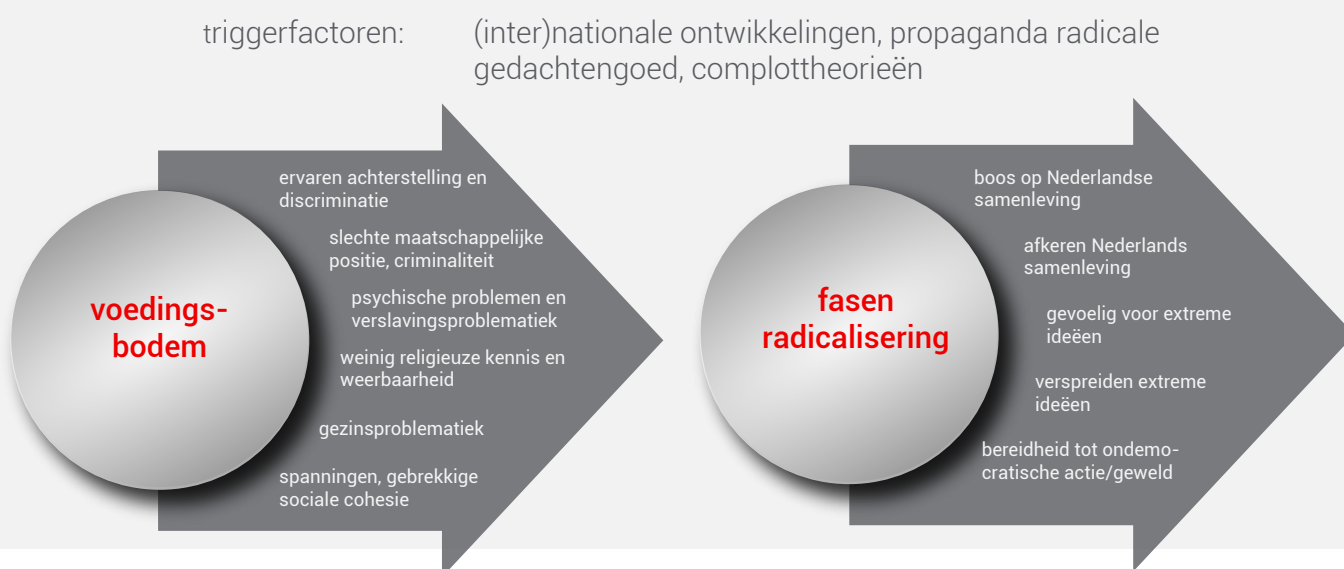 triggerfactoren:
(inter)nationale ontwikkelingen, propaganda radicale
gedachtengoed, complottheorieën
voedings-
bodem
ervaren achterstelling en
discriminatie
slechte maatschappelijke
positie, criminaliteit
psychische problemen en
verslavingsproblematiek
weinig religieuze kennis en
weerbaarheid
gezinsproblematiek
spanningen, gebrekkige
sociale cohesie
fasen
radicalisering
boos op Nederlandse
samenleving
afkeren Nederlands
samenleving
gevoelig voor extreme
ideëen
verspreiden extreme
ideëen
bereidheid tot ondemo-
cratische actie/geweld